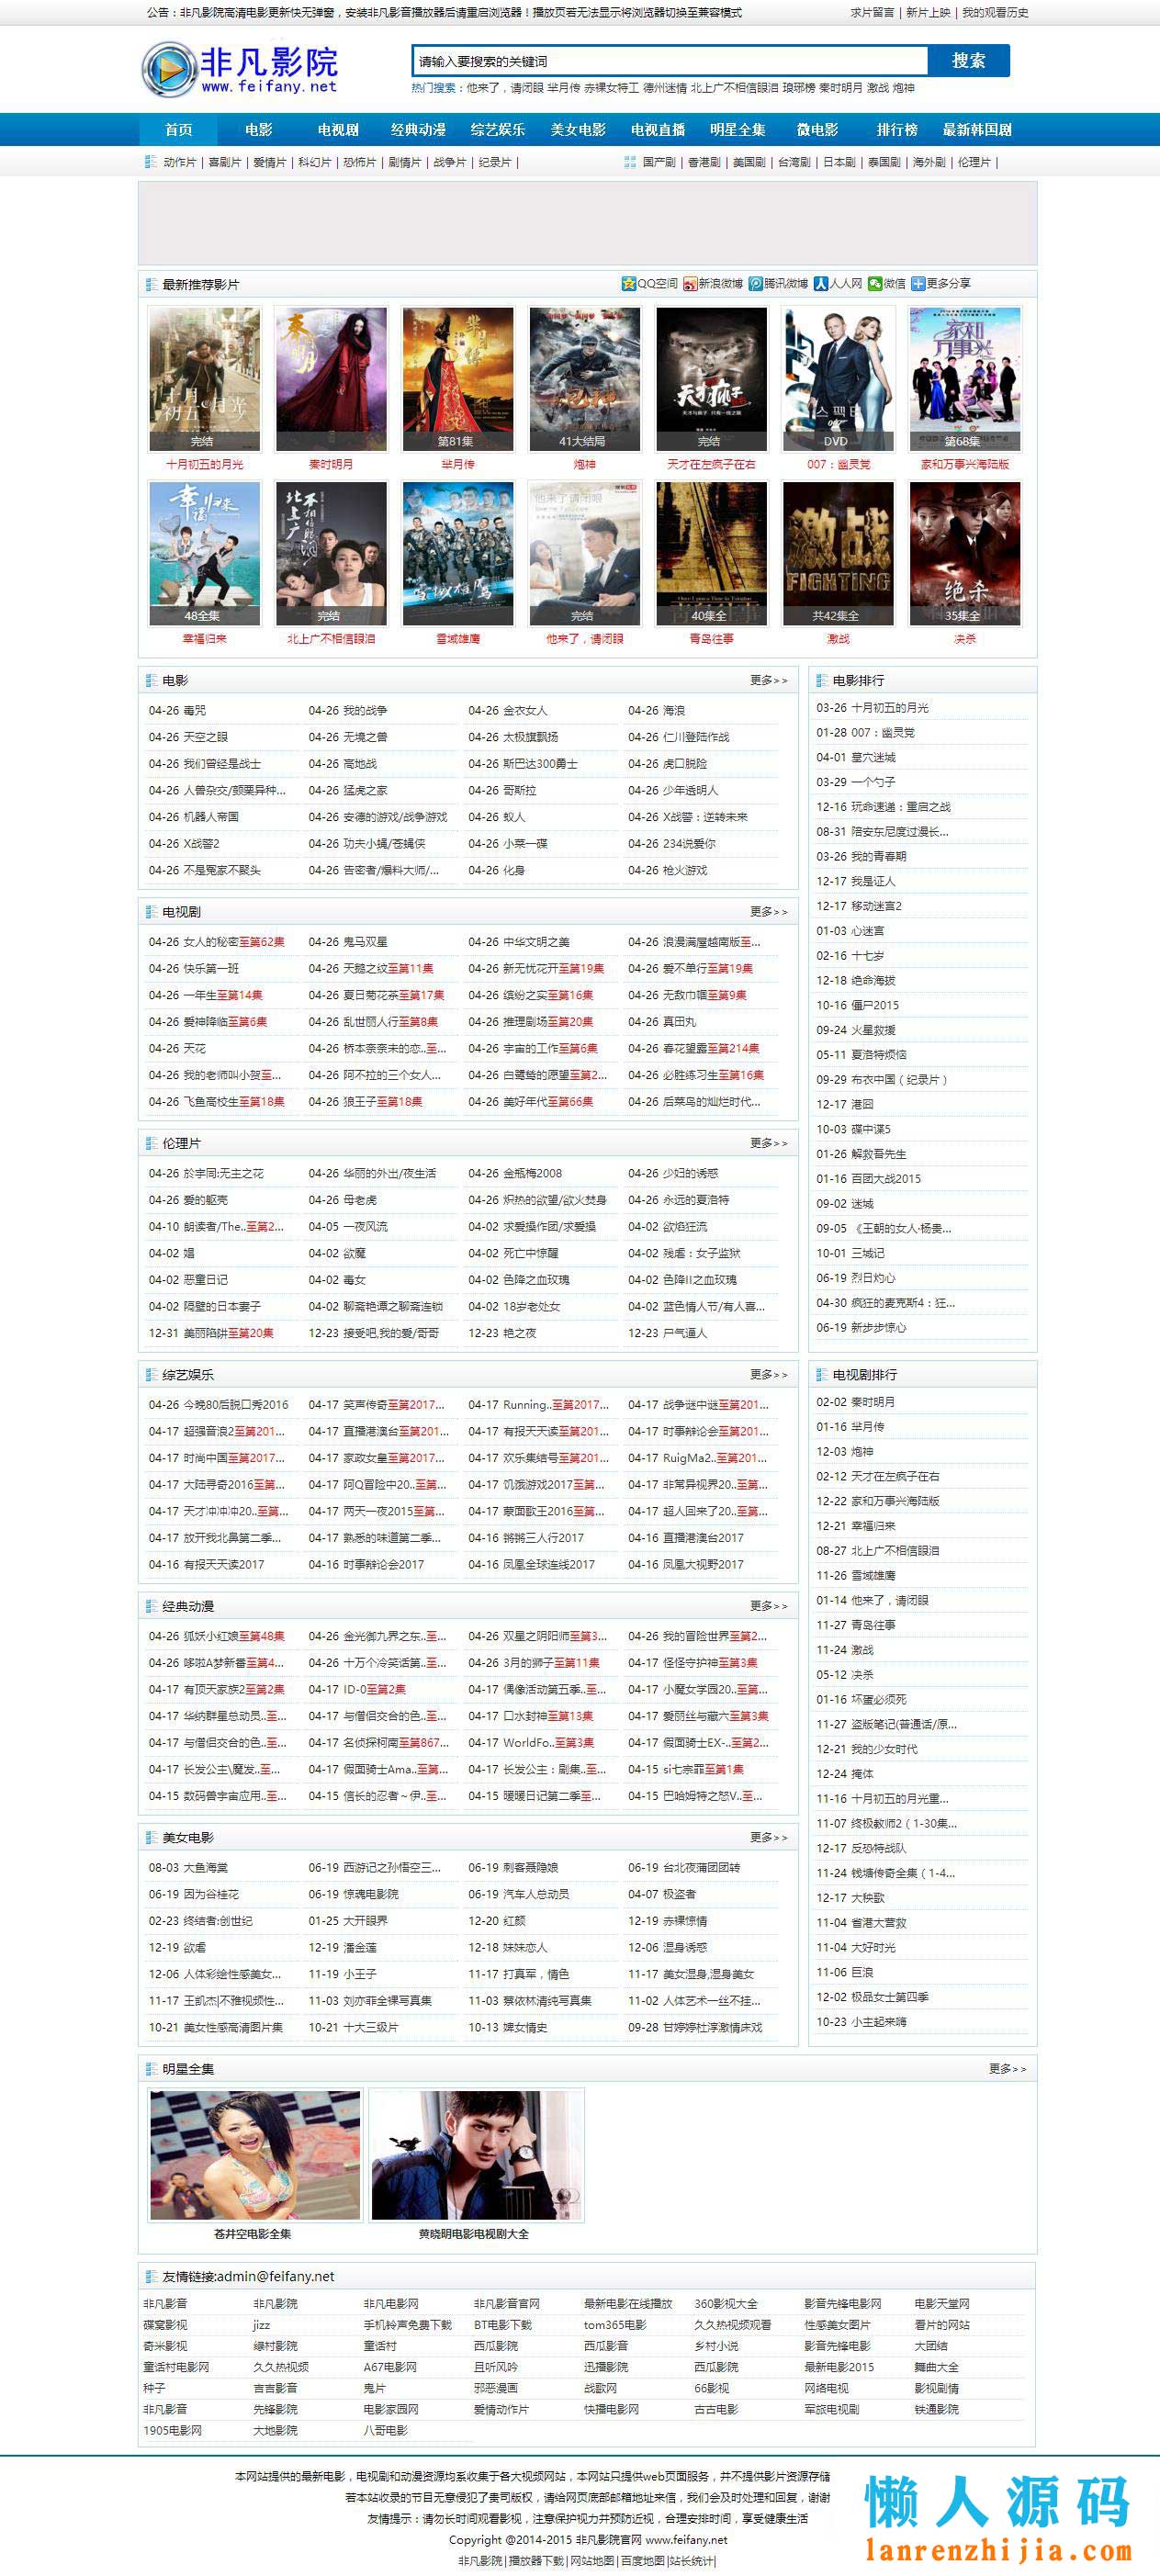 公告：非凡影院高清电影更新快无弹窗，安装非凡影音播放器后请重启浏览器！播放页若无法显示将浏览器切换至兼容模式
求片留言 | 新片上映 | 我的观看历史
非凡影院
www.feifany.net
请输入要搜索的关键词
搜索
热门搜索：他来了，请闭眼 芈月传 赤裸女特工 德州迷情 北上广不相信眼泪 琅琊榜 秦时明月 激战 炮神
首页 电影 电视剧 经典动漫 综艺娱乐 美女电影 电视直播 明星全集 微电影 排行榜 最新韩国剧
动作片 | 喜剧片 | 爱情片 | 科幻片 | 恐怖片 | 剧情片 | 战争片 | 纪录片 |
国产剧 | 香港剧 | 美国剧 | 台湾剧 | 日本剧 | 泰国剧 | 海外剧 | 伦理片 |
最新推荐影片
QQ空间 新浪微博 腾讯微博 人人网 微信 更多分享
完结 第81集 41大结局 完结 DVD 第68集
十月初五的月光 秦时明月 芈月传 炮神 天才在左疯子在右 007：幽灵党 家和万事兴海陆版
48全集 完结 完结 40集全 共42集全 35集全
幸福归来 北上广不相信眼泪 雪域雄鹰 他来了，请闭眼 青岛往事 激战 决杀
电影 更多>>
04-26 毒咒 04-26 我的战争 04-26 金衣女人 04-26 海浪
04-26 天空之眼 04-26 无境之兽 04-26 太极旗飘扬 04-26 仁川登陆作战
04-26 我们曾经是战士 04-26 高地战 04-26 斯巴达300勇士 04-26 虎口脱险
04-26 人兽杂交/颤栗异种... 04-26 猛虎之家 04-26 哥斯拉 04-26 少年透明人
04-26 机器人帝国 04-26 安德的游戏/战争游戏 04-26 蚁人 04-26 X战警：逆转未来
04-26 X战警2 04-26 功夫小蝇/苍蝇侠 04-26 小菜一碟 04-26 234说爱你
04-26 不是冤家不聚头 04-26 告密者/爆料大师/... 04-26 化身 04-26 枪火游戏
电影排行
03-26 十月初五的月光
01-28 007：幽灵党
04-01 墓穴迷城
03-29 一个勺子
12-16 玩命速递：重启之战
08-31 陪安东尼度过漫长...
03-26 我的青春期
12-17 我是证人
12-17 移动迷宫2
01-03 心迷宫
02-16 十七岁
12-18 绝命海拔
10-16 僵尸2015
09-24 火星救援
05-11 夏洛特烦恼
09-29 布衣中国（纪录片）
12-17 港囧
10-03 碟中谍5
01-26 解救吾先生
01-16 百团大战2015
09-02 迷城
09-05 《王朝的女人·杨贵...
10-01 三城记
06-19 烈日灼心
04-30 疯狂的麦克斯4：狂...
06-19 新步步惊心
电视剧 更多>>
04-26 女人的秘密至第62集 04-26 鬼马双星 04-26 中华文明之美 04-26 浪漫满屋越南版至...
04-26 快乐第一班 04-26 天魈之纹至第11集 04-26 新无忧花开至第19集 04-26 爱不单行至第19集
04-26 一年生至第14集 04-26 夏日菊花茶至第17集 04-26 缤纷之实至第16集 04-26 无敌巾帼至第9集
04-26 爱神降临至第6集 04-26 乱世丽人行至第8集 04-26 推理剧场至第20集 04-26 真田丸
04-26 天花 04-26 桥本奈奈未的恋..至... 04-26 宇宙的工作至第6集 04-26 春花望露至第214集
04-26 我的老师叫小贺至... 04-26 阿不拉的三个女人... 04-26 白鹭鸶的愿望至第2... 04-26 必胜练习生至第16集
04-26 飞鱼高校生至第18集 04-26 狼王子至第18集 04-26 美好年代至第66集 04-26 后菜鸟的灿烂时代...
伦理片 更多>>
04-26 於宇同:无主之花 04-26 华丽的外出/夜生活 04-26 金瓶梅2008 04-26 少妇的诱惑
04-26 爱的躯壳 04-26 母老虎 04-26 炽热的欲望/欲火焚身 04-26 永远的夏洛特
04-10 朗读者/The..至第2... 04-05 一夜风流 04-02 求爱操作团/求爱操 04-02 欲焰狂流
04-02 娼 04-02 欲魔 04-02 死亡中惊醒 04-02 残虐：女子监狱
04-02 恶童日记 04-02 毒女 04-02 色降之血玫瑰 04-02 色降II之血玫瑰
04-02 隔壁的日本妻子 04-02 聊斋艳谭之聊斋连锁 04-02 18岁老处女 04-02 蓝色情人节/有人喜...
12-31 美丽陷阱至第20集 12-23 接受吧,我的爱/哥哥 12-23 艳之夜 12-23 尸气逼人
综艺娱乐 更多>>
04-26 今晚80后脱口秀2016 04-17 笑声传奇至第2017... 04-17 Running..至第2017... 04-17 战争谜中谜至第201...
04-17 超强音浪2至第201... 04-17 直播港澳台至第201... 04-17 有报天天读至第201... 04-17 时事辩论会至第201...
04-17 时尚中国至第2017... 04-17 家政女皇至第2017... 04-17 欢乐集结号至第201... 04-17 RuigMa2..至第201...
04-17 大陆寻奇2016至第... 04-17 阿Q冒险中20..至第... 04-17 饥饿游戏2017至第... 04-17 非常异视界20..至第...
04-17 天才冲冲冲20..至第... 04-17 两天一夜2015至第... 04-17 蒙面歌王2016至第... 04-17 超人回来了20..至第...
04-17 放开我北鼻第二季... 04-17 熟悉的味道第二季... 04-16 锵锵三人行2017 04-16 直播港澳台2017
04-16 有报天天读2017 04-16 时事辩论会2017 04-16 凤凰全球连线2017 04-16 凤凰大视野2017
电视剧排行
02-02 秦时明月
01-16 芈月传
12-03 炮神
02-12 天才在左疯子在右
12-22 家和万事兴海陆版
12-21 幸福归来
08-27 北上广不相信眼泪
11-26 雪域雄鹰
01-14 他来了，请闭眼
11-27 青岛往事
11-24 激战
05-12 决杀
01-16 坏蛋必须死
11-27 盗版笔记(普通话/原...
12-21 我的少女时代
12-24 掩体
11-16 十月初五的月光重...
11-07 终极教师2（1-30集...
12-17 反恐特战队
11-24 钱塘传奇全集（1-4...
12-17 大秧歌
11-04 省港大营救
11-04 大好时光
11-06 巨浪
12-02 极品女士第四季
10-23 小主起来嗨
经典动漫 更多>>
04-26 狐妖小红娘至第48集 04-26 金光御九界之东..至... 04-26 双星之阴阳师至第3... 04-26 我的冒险世界至第2...
04-26 哆啦A梦新番至第4... 04-26 十万个冷笑话第..至... 04-26 3月的狮子至第11集 04-17 怪怪守护神至第3集
04-17 有顶天家族2至第2集 04-17 ID-0至第2集 04-17 偶像活动第五季..至... 04-17 小魔女学园20..至第...
04-17 华纳群星总动员..至... 04-17 与僧侣交合的色..至... 04-17 口水封神至第13集 04-17 爱丽丝与藏六至第3集
04-17 与僧侣交合的色..至... 04-17 名侦探柯南至第867... 04-17 WorldFo..至第3集 04-17 假面骑士EX-..至第2...
04-17 长发公主\魔发..至... 04-17 假面骑士Ama..至第... 04-17 长发公主：剧集..至... 04-15 si七宗罪至第1集
04-15 数码兽宇宙应用..至... 04-15 信长的忍者～伊..至... 04-15 暖暖日记第二季至... 04-15 巴哈姆特之怒V..至...
美女电影 更多>>
08-03 大鱼海棠 06-19 西游记之孙悟空三... 06-19 刺客聂隐娘 06-19 台北夜蒲团团转
06-19 因为谷桂花 06-19 惊魂电影院 06-19 汽车人总动员 04-07 极盗者
02-23 终结者:创世纪 01-25 大开眼界 12-20 红颜 12-19 赤裸惊情
12-19 欲虐 12-19 潘金莲 12-18 妹妹恋人 12-06 湿身诱惑
12-06 人体彩绘性感美女... 11-19 小王子 11-17 打真军，情色 11-17 美女湿身,湿身美女
11-17 王凯杰|不雅视频性... 11-03 刘亦菲全裸写真集 11-03 蔡依林清纯写真集 11-02 人体艺术一丝不挂...
10-21 美女性感高清图片集 10-21 十大三级片 10-13 婢女情史 09-28 甘婷婷杜淳激情床戏
明星全集 更多>>
苍井空电影全集 黄晓明电影电视剧大全
友情链接:admin@feifany.net
非凡影音 非凡影院 非凡电影网 非凡影音官网 最新电影在线播放 360影视大全 影音先锋电影网 电影天堂网
碟窝影视 jizz 手机铃声免费下载 BT电影下载 tom365电影 久久热视频观看 性感美女图片 看片的网站
奇米影视 绿村影院 童话村 西瓜影院 西瓜影音 乡村小说 影音先锋电影 大团结
童话村电影网 久久热视频 A67电影网 且听风吟 迅播影院 西瓜影院 最新电影2015 舞曲大全
种子 吉吉影音 鬼片 邪恶漫画 战歌网 66影视 网络电视 影视剧情
非凡影音 先锋影院 电影家园网 爱情动作片 快播电影网 古古电影 军旅电视剧 铁通影院
1905电影网 大地影院 八哥电影
本网站提供的最新电影，电视剧和动漫资源均系收集于各大视频网站，本网站只提供web页面服务，并不提供影片资源存储
若本站收录的节目无意侵犯了贵司版权，请给网页底部邮箱地址来信，我们会及时处理和回复，谢谢
友情提示：请勿长时间观看影视，注意保护视力并预防近视，合理安排时间，享受健康生活
Copyright @2014-2015 非凡影院官网 www.feifany.net
非凡影院|播放器下载|网站地图|百度地图|站长统计|
懒人源码
lanrenzhijia.com